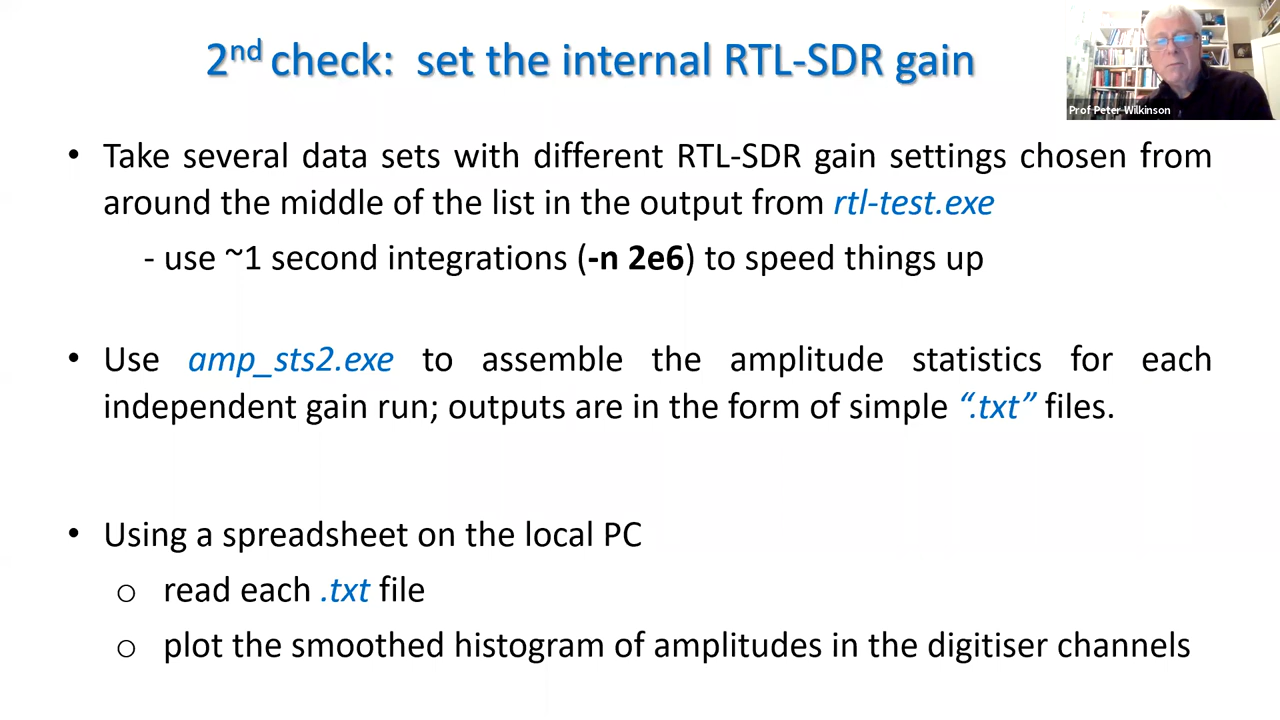 2nd check: set the internal RTL-SDR gain
Prof Peter Wilkinson
• Take several data sets with different RTL-SDR gain settings chosen from
around the middle of the list in the output from rtl-test.exe
- use ~1 second integrations (-n 2e6) to speed things up
• Use amp_sts2.exe to assemble the amplitude statistics for each
independent gain run; outputs are in the form of simple “.txt” files.
• Using a spreadsheet on the local PC
o read each .txt file
o plot the smoothed histogram of amplitudes in the digitiser channels